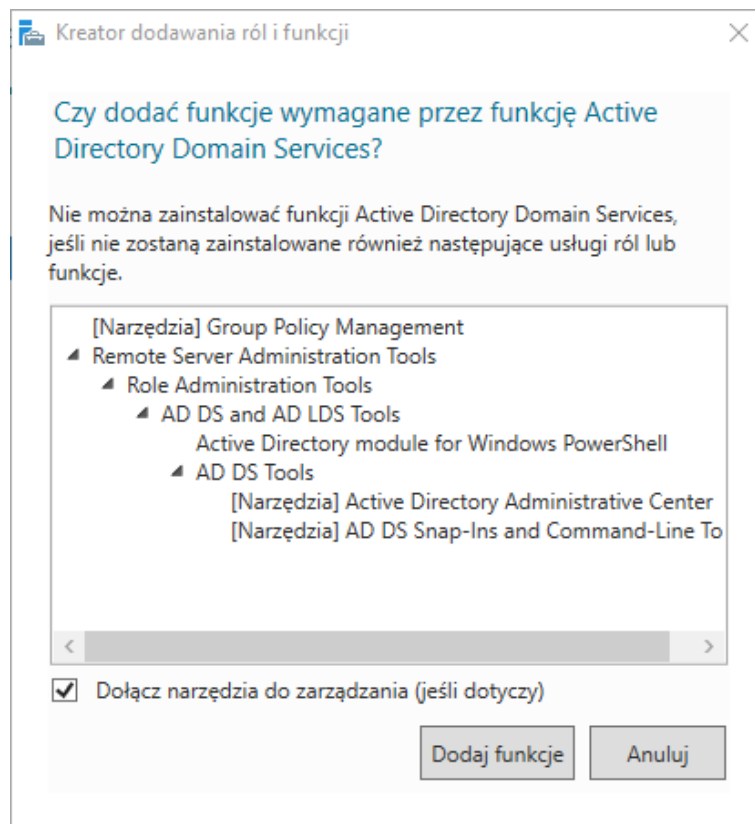 Kreator dodawania ról i funkcji
Czy dodać funkcje wymagane przez funkcję Active
Directory Domain Services?
Nie można zainstalować funkcji Active Directory Domain Services,
jeśli nie zostaną zainstalowane również następujące usługi ról lub
funkcje.
[Narzędzia] Group Policy Management
Remote Server Administration Tools
Role Administration Tools
AD DS and AD LDS Tools
Active Directory module for Windows PowerShell
AD DS Tools
[Narzędzia] Active Directory Administrative Center
[Narzędzia] AD DS Snap-Ins and Command-Line To
Dołącz narzędzia do zarządzania (jeśli dotyczy)
Dodaj funkcje
Anuluj